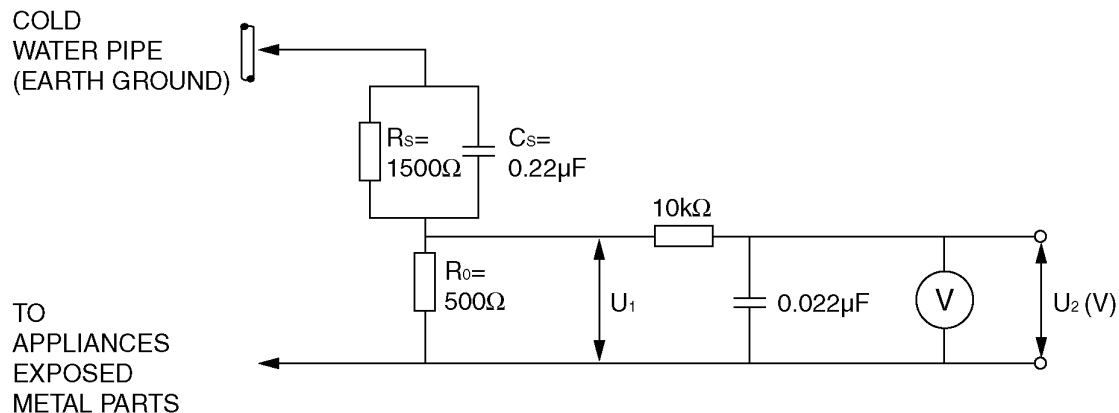 COLD
WATER PIPE
(EARTH GROUND)
Rs=
1500Ω
Cs=
0.22µF
10kΩ
R0=
500Ω
U1
0.022µF
V
U2 (V)
TO
APPLIANCES
EXPOSED
METAL PARTS